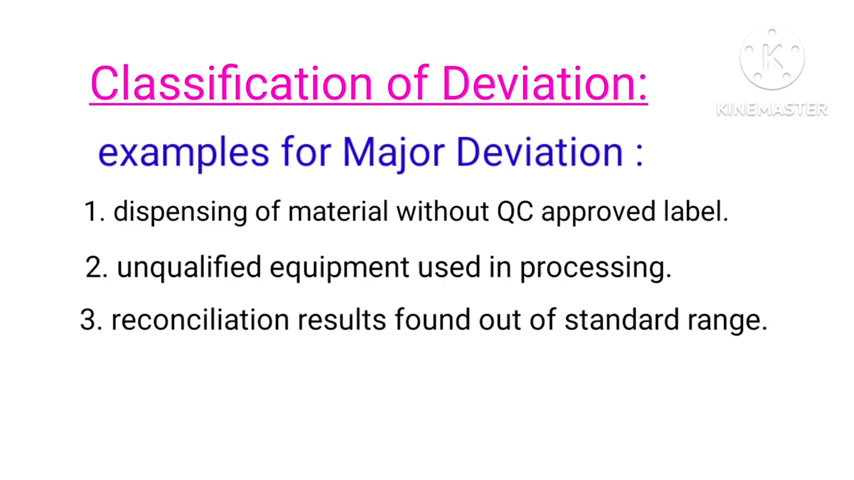 Classification of Deviation:
KINEMASTER
examples for Major Deviation :
1. dispensing of material without QC approved label.
2. unqualified equipment used in processing.
3. reconciliation results found out of standard range.